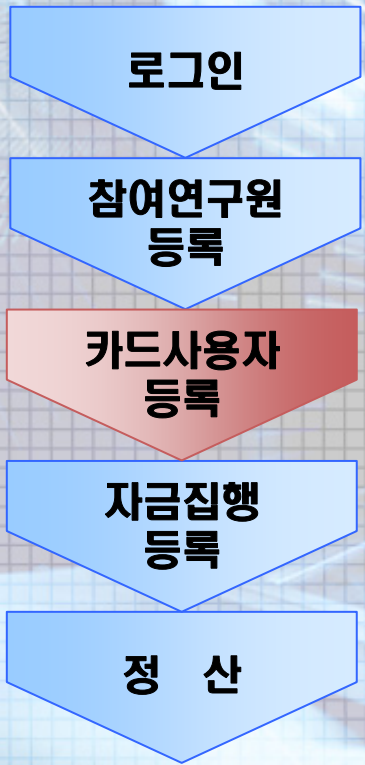 로그인
참여연구원
등록
카드사용자
등록
자금집행
등록
정 산